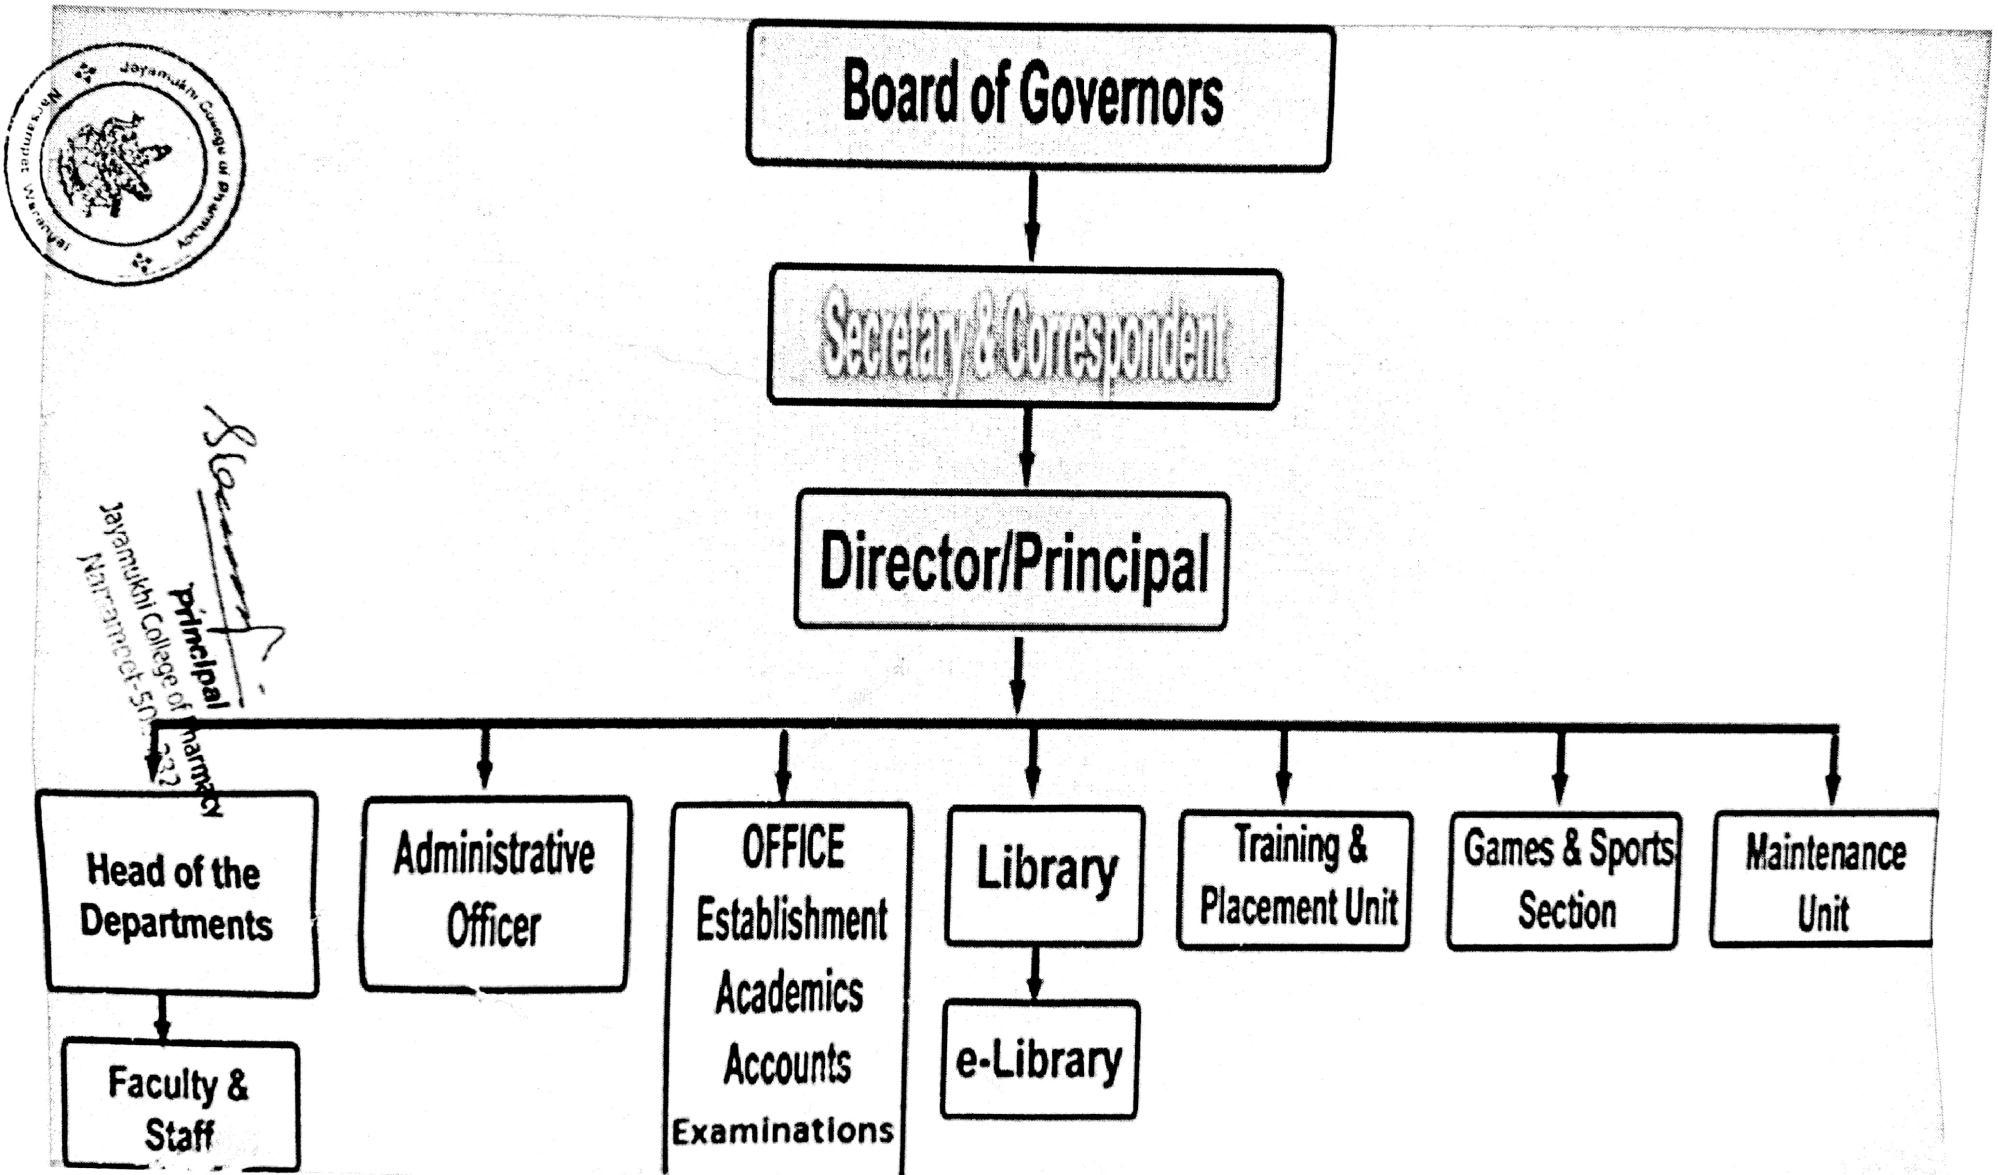 Jayamukhi College of Pharmacy
Narsampet Warangal
Board of Governors
Secretary & Correspondent
Director/Principal
Principal
Jayamukhi College of Pharmacy
Head of the
Departments
Administrative
Officer
OFFICE
Establishment
Academics
Accounts
Examinations
Library
Training &
Placement Unit
Games & Sports
Section
Maintenance
Unit
Faculty &
Staff
e-Library